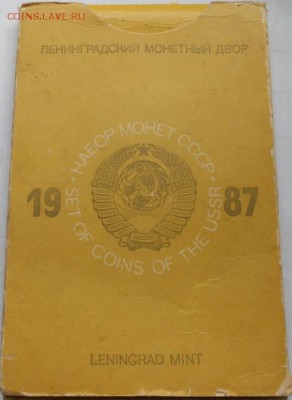 COINS.LAVE.RU
ЛЕНИНГРАДСКИЙ МОНЕТНЫЙ ДВОР
· НАБОР МОНЕТ СССР ·
19 87
SET OF COINS OF THE USSR
LENINGRAD MINT